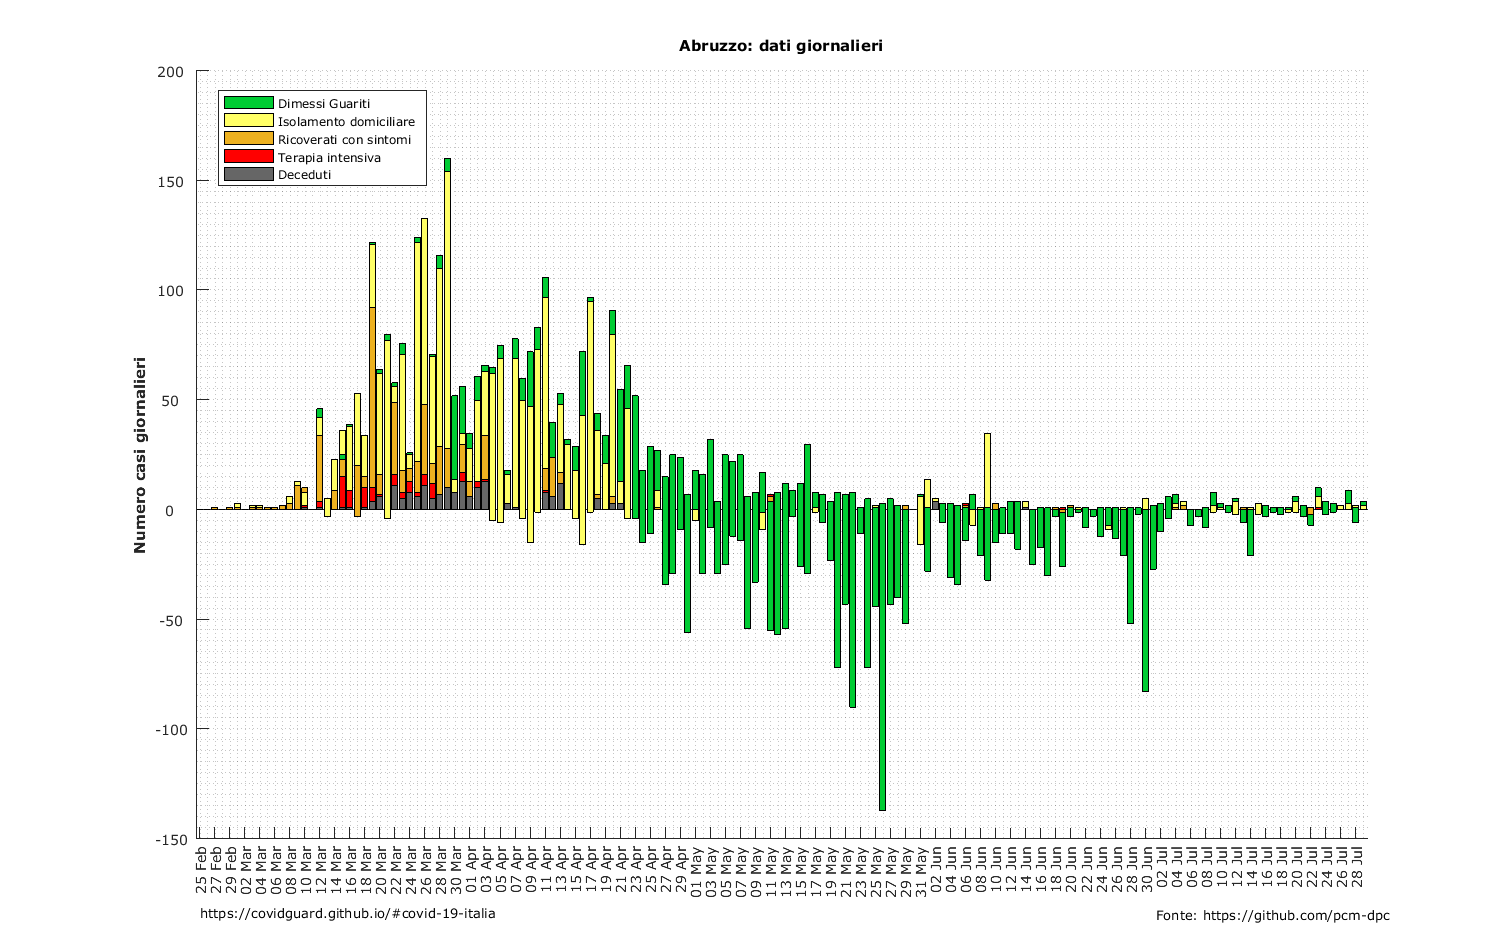 Abruzzo: dati giornalieri
200
150
100
50
0
-50
-100
-150
Numero casi giornalieri
Dimessi Guariti
Isolamento domiciliare
Ricoverati con sintomi
Terapia intensiva
Deceduti
25 Feb
27 Feb
29 Feb
02 Mar
04 Mar
06 Mar
08 Mar
10 Mar
12 Mar
14 Mar
16 Mar
18 Mar
20 Mar
22 Mar
24 Mar
26 Mar
28 Mar
30 Mar
01 Apr
03 Apr
05 Apr
07 Apr
09 Apr
11 Apr
13 Apr
15 Apr
17 Apr
19 Apr
21 Apr
23 Apr
25 Apr
27 Apr
29 Apr
01 May
03 May
05 May
07 May
09 May
11 May
13 May
15 May
17 May
19 May
21 May
23 May
25 May
27 May
29 May
31 May
02 Jun
04 Jun
06 Jun
08 Jun
10 Jun
12 Jun
14 Jun
16 Jun
18 Jun
20 Jun
22 Jun
24 Jun
26 Jun
28 Jun
30 Jun
02 Jul
04 Jul
06 Jul
08 Jul
10 Jul
12 Jul
14 Jul
16 Jul
18 Jul
20 Jul
22 Jul
24 Jul
26 Jul
28 Jul
https://covidguard.github.io/#covid-19-italia
Fonte: https://github.com/pcm-dpc